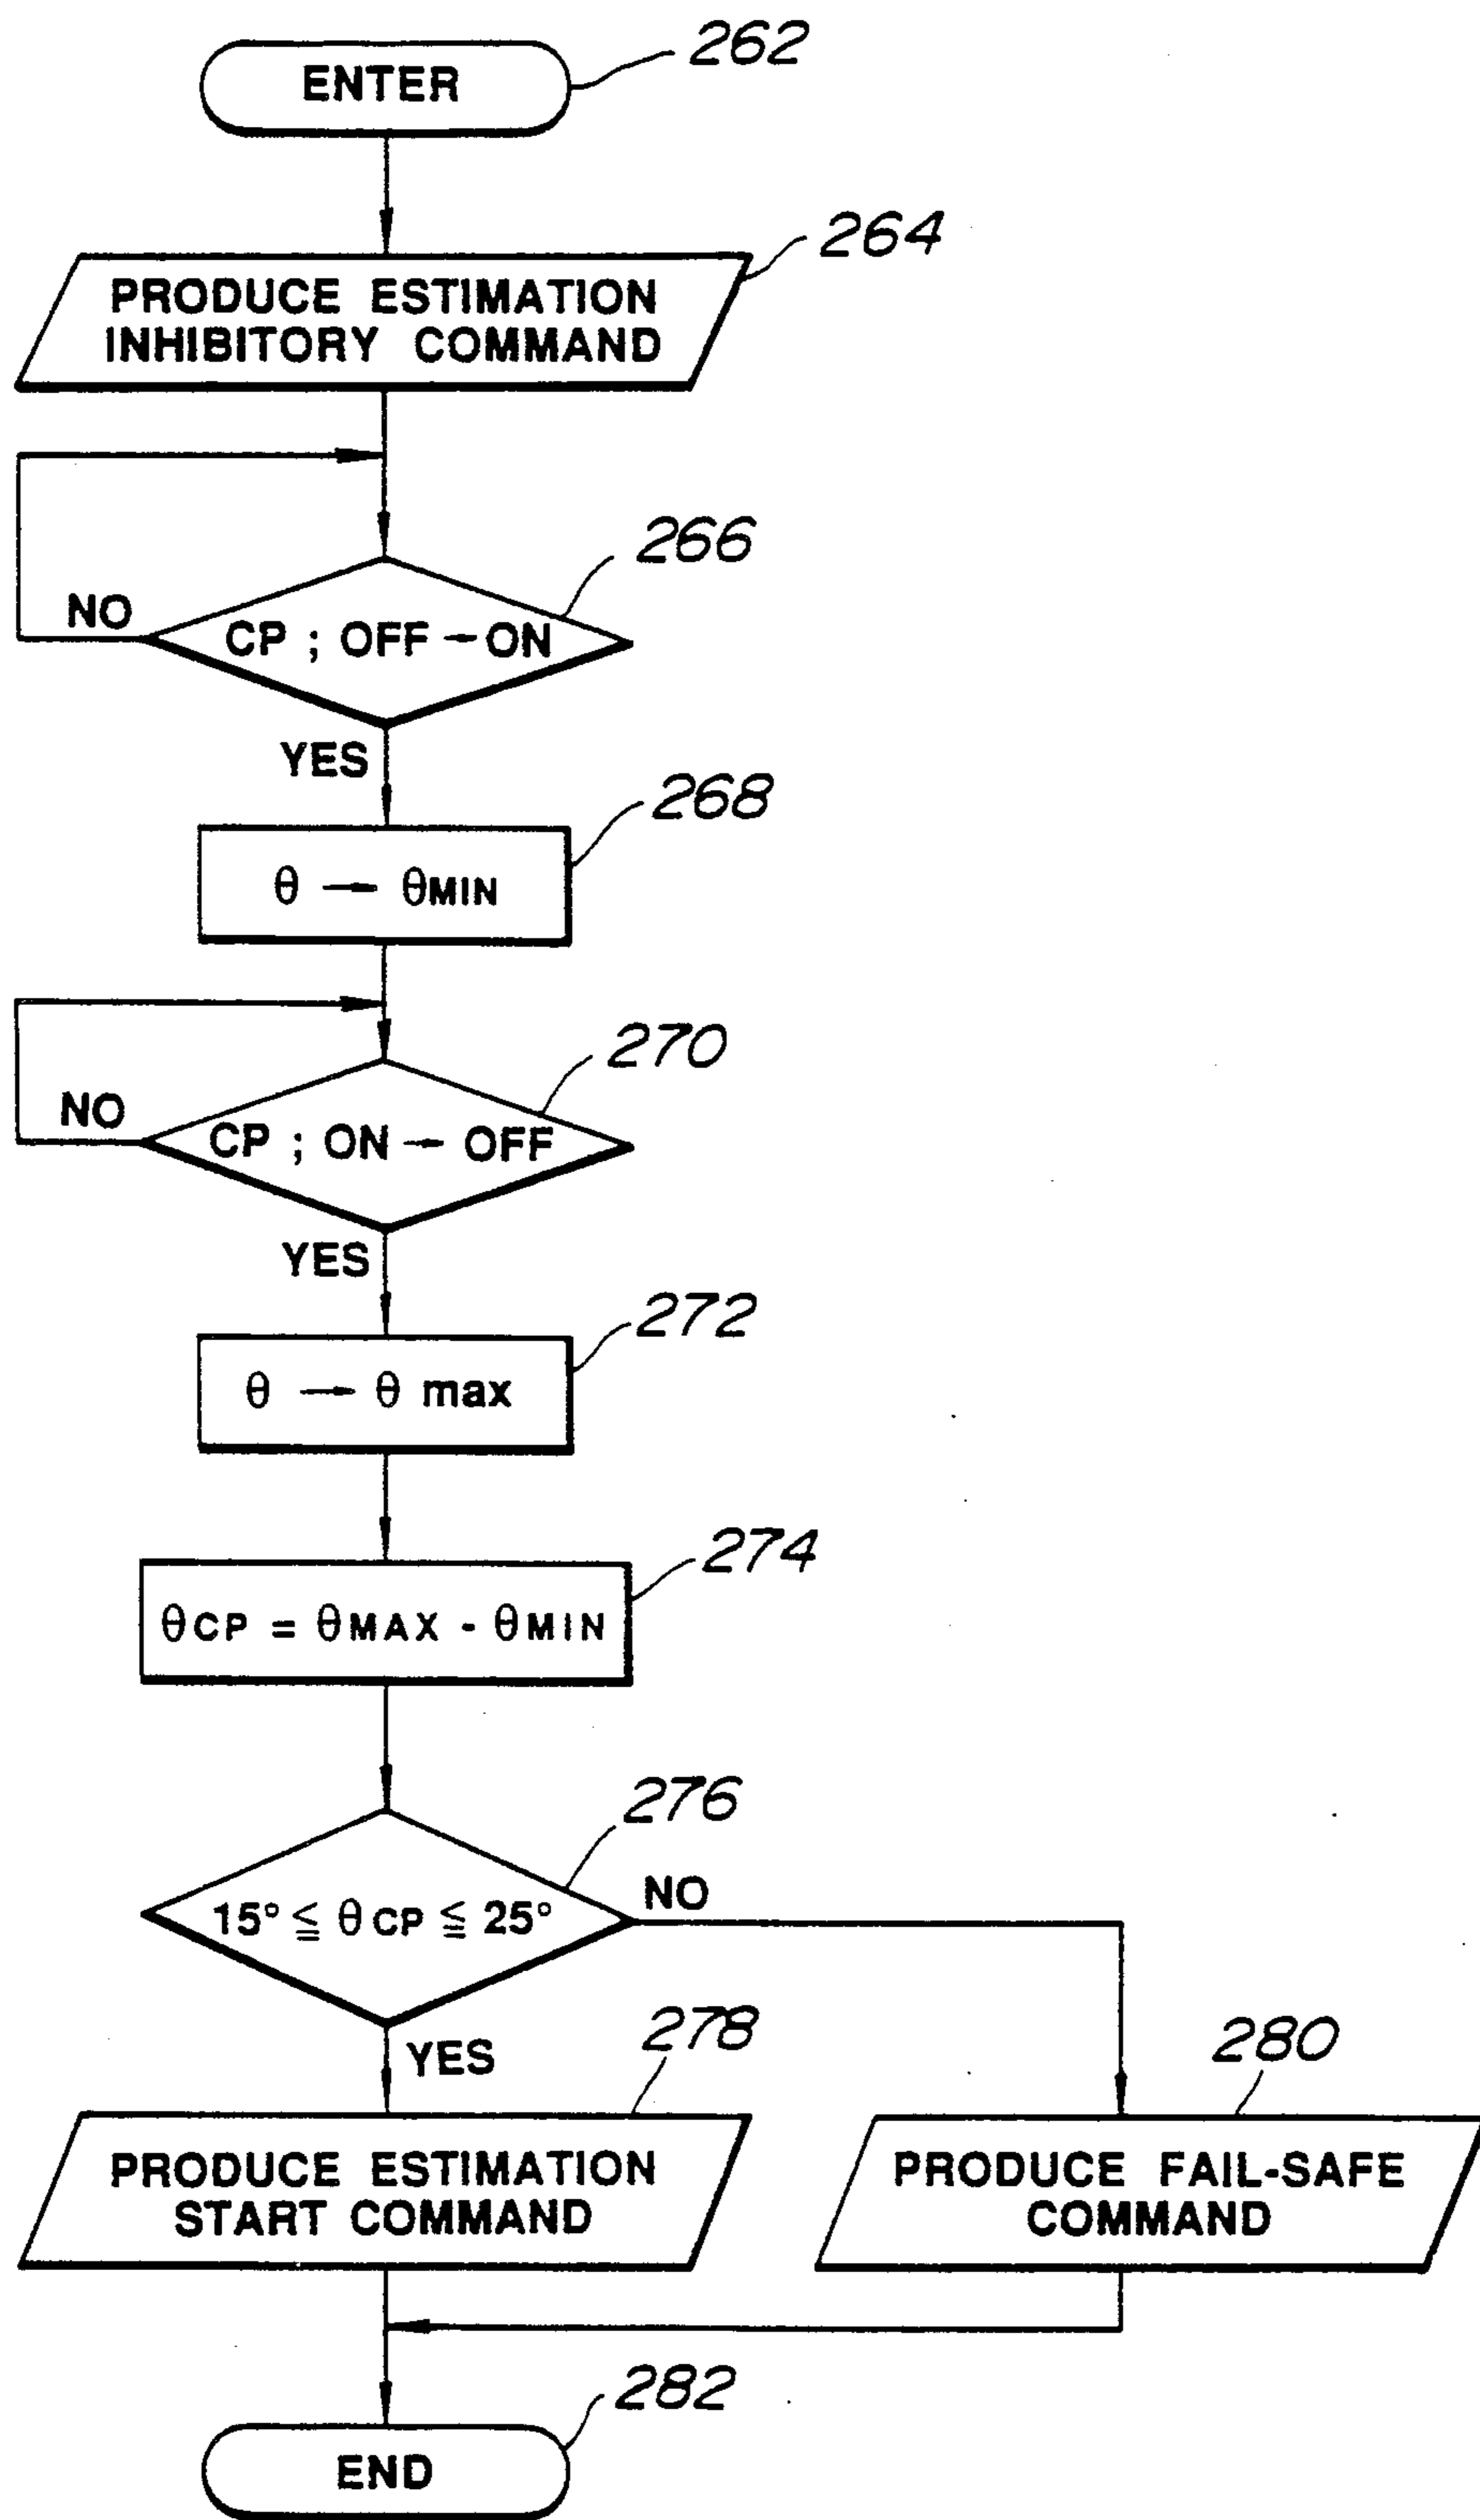 262
ENTER
264
PRODUCE ESTIMATION
INHIBITORY COMMAND
266
NO
CP ; OFF → ON
YES
268
θ → θMIN
270
NO
CP ; ON → OFF
YES
272
θ → θ max
274
θCP = θMAX - θMIN
276
NO
15° ≦ θCP ≦ 25°
YES
278
280
PRODUCE ESTIMATION
START COMMAND
PRODUCE FAIL-SAFE
COMMAND
282
END